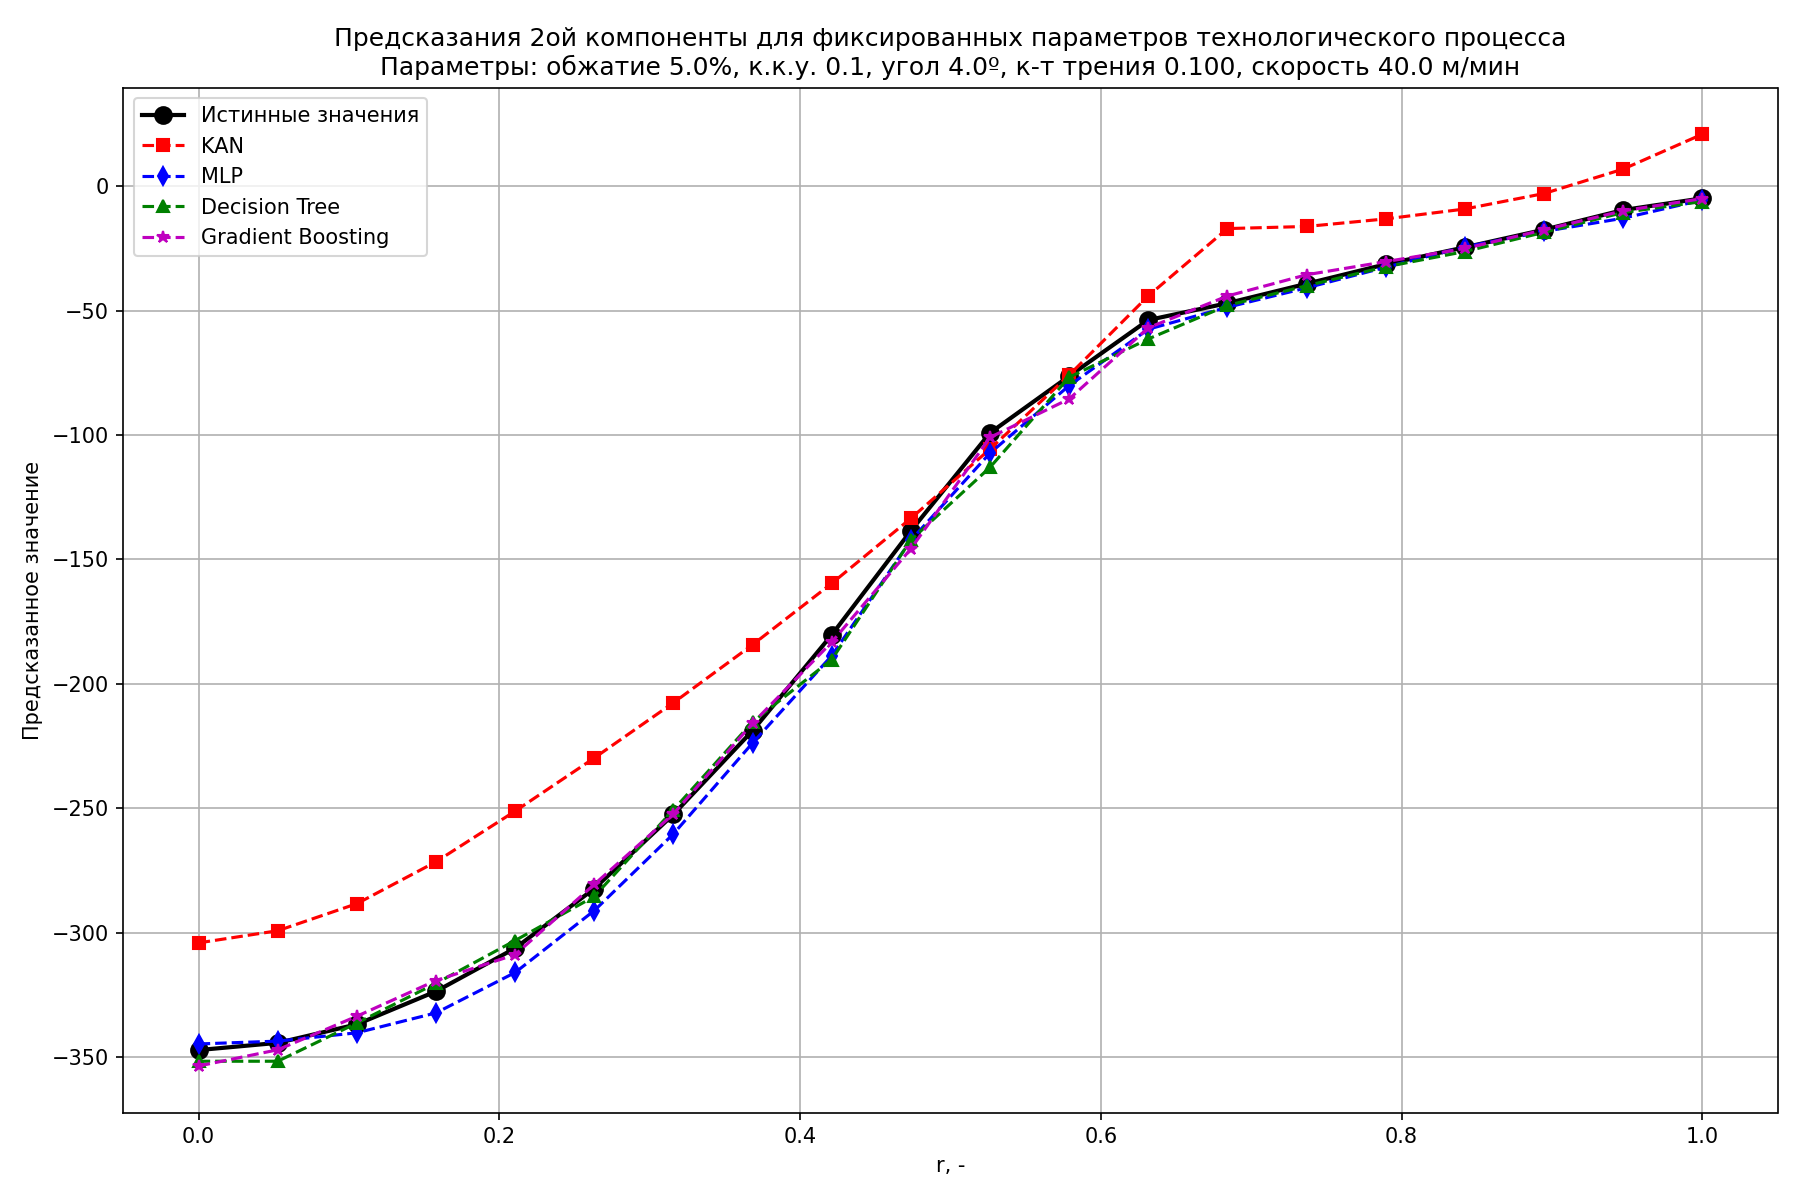 Предсказания 2ой компоненты для фиксированных параметров технологического процесса
Параметры: обжатие 5.0%, к.к.у. 0.1, угол 4.0º, к-т трения 0.100, скорость 40.0 м/мин
Истинные значения
KAN
MLP
Decision Tree
Gradient Boosting
Предсказанное значение
0
−50
−100
−150
−200
−250
−300
−350
0.0 0.2 0.4 0.6 0.8 1.0
r, -